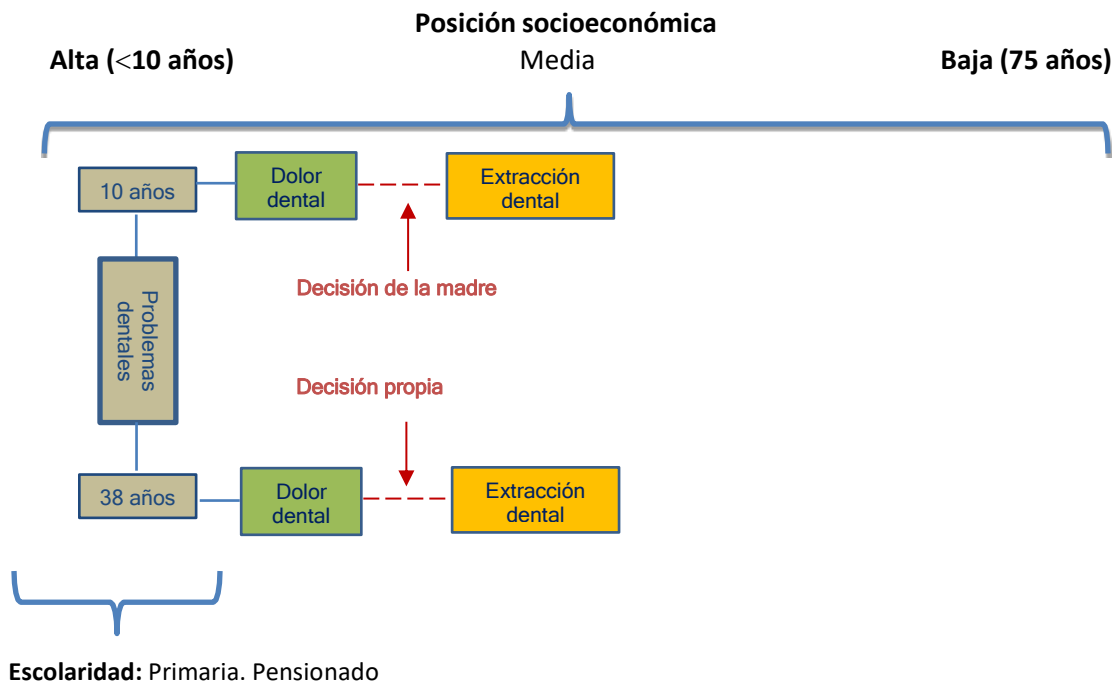 Posición socioeconómica
Alta (<10 años) Media Baja (75 años)
10 años
Dolor
dental
Extracción
dental
Decisión de la madre
Problemas
dentales
Decisión propia
38 años
Dolor
dental
Extracción
dental
Escolaridad: Primaria. Pensionado